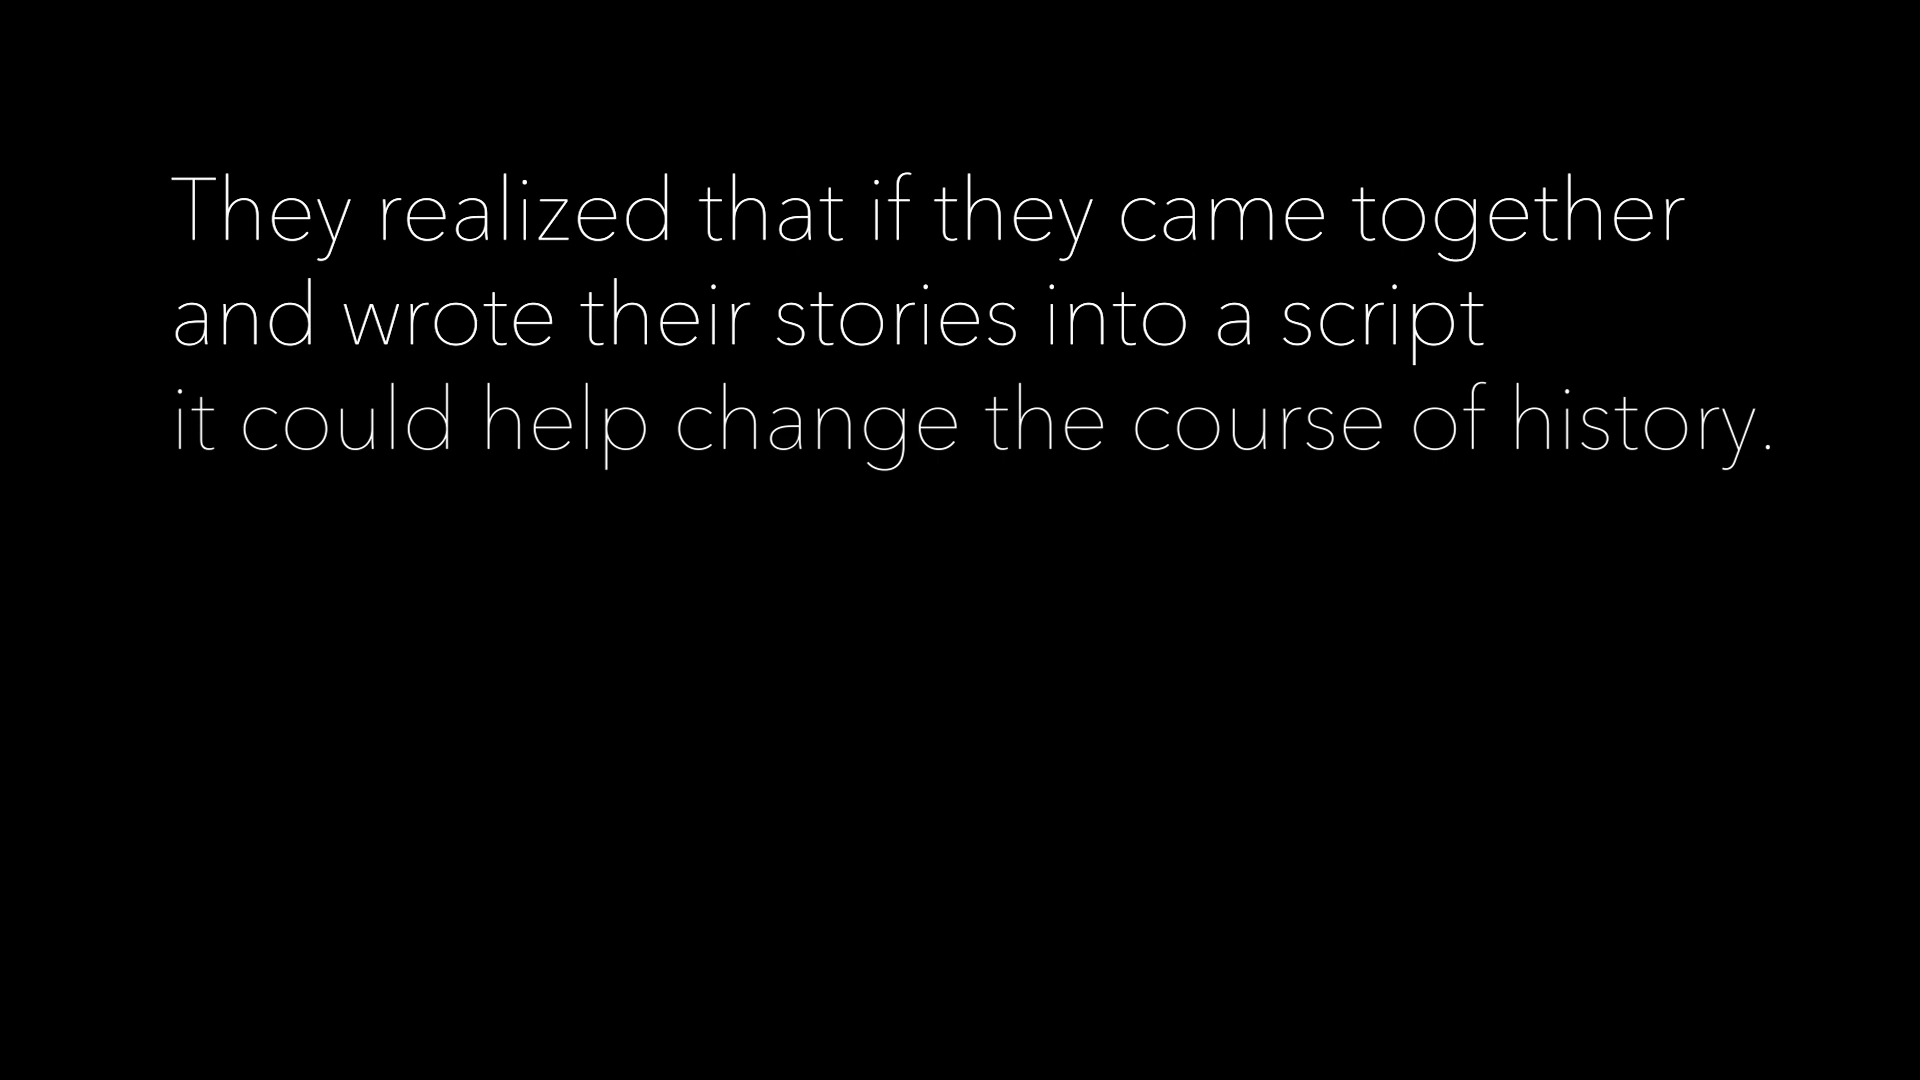 They realized that if they came together
and wrote their stories into a script
it could help change the course of history.